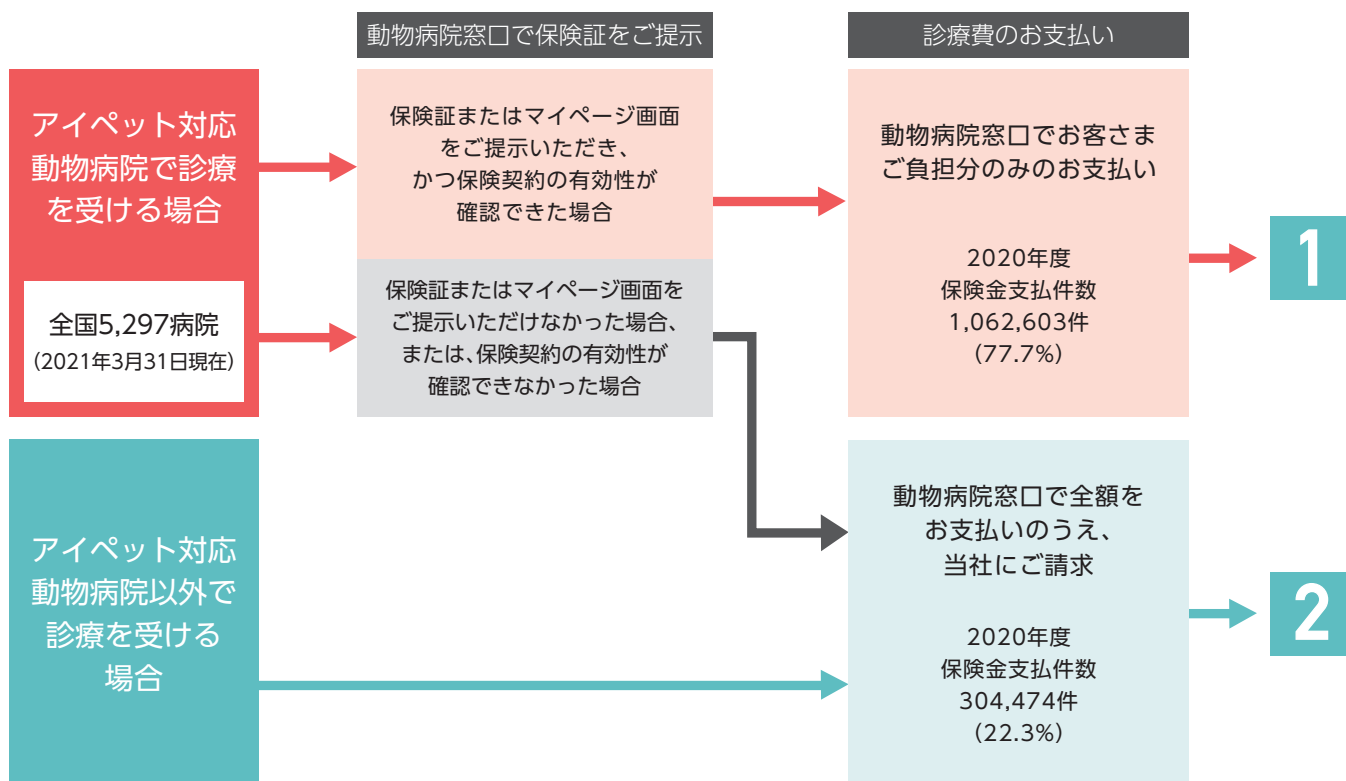 動物病院窓口で保険証をご提示
診療費のお支払い
アイペット対応
動物病院で診療
を受ける場合
全国5,297病院
(2021年3月31日現在)
保険証またはマイページ画面
をご提示いただき、
かつ保険契約の有効性が
確認できた場合
保険証またはマイページ画面を
ご提示いただけなかった場合、
または、保険契約の有効性が
確認できなかった場合
動物病院窓口でお客さま
ご負担分のみのお支払い
2020年度
保険金支払件数
1,062,603件
(77.7%)
1
アイペット対応
動物病院以外で
診療を受ける
場合
動物病院窓口で全額を
お支払いのうえ、
当社にご請求
2020年度
保険金支払件数
304,474件
(22.3%)
2